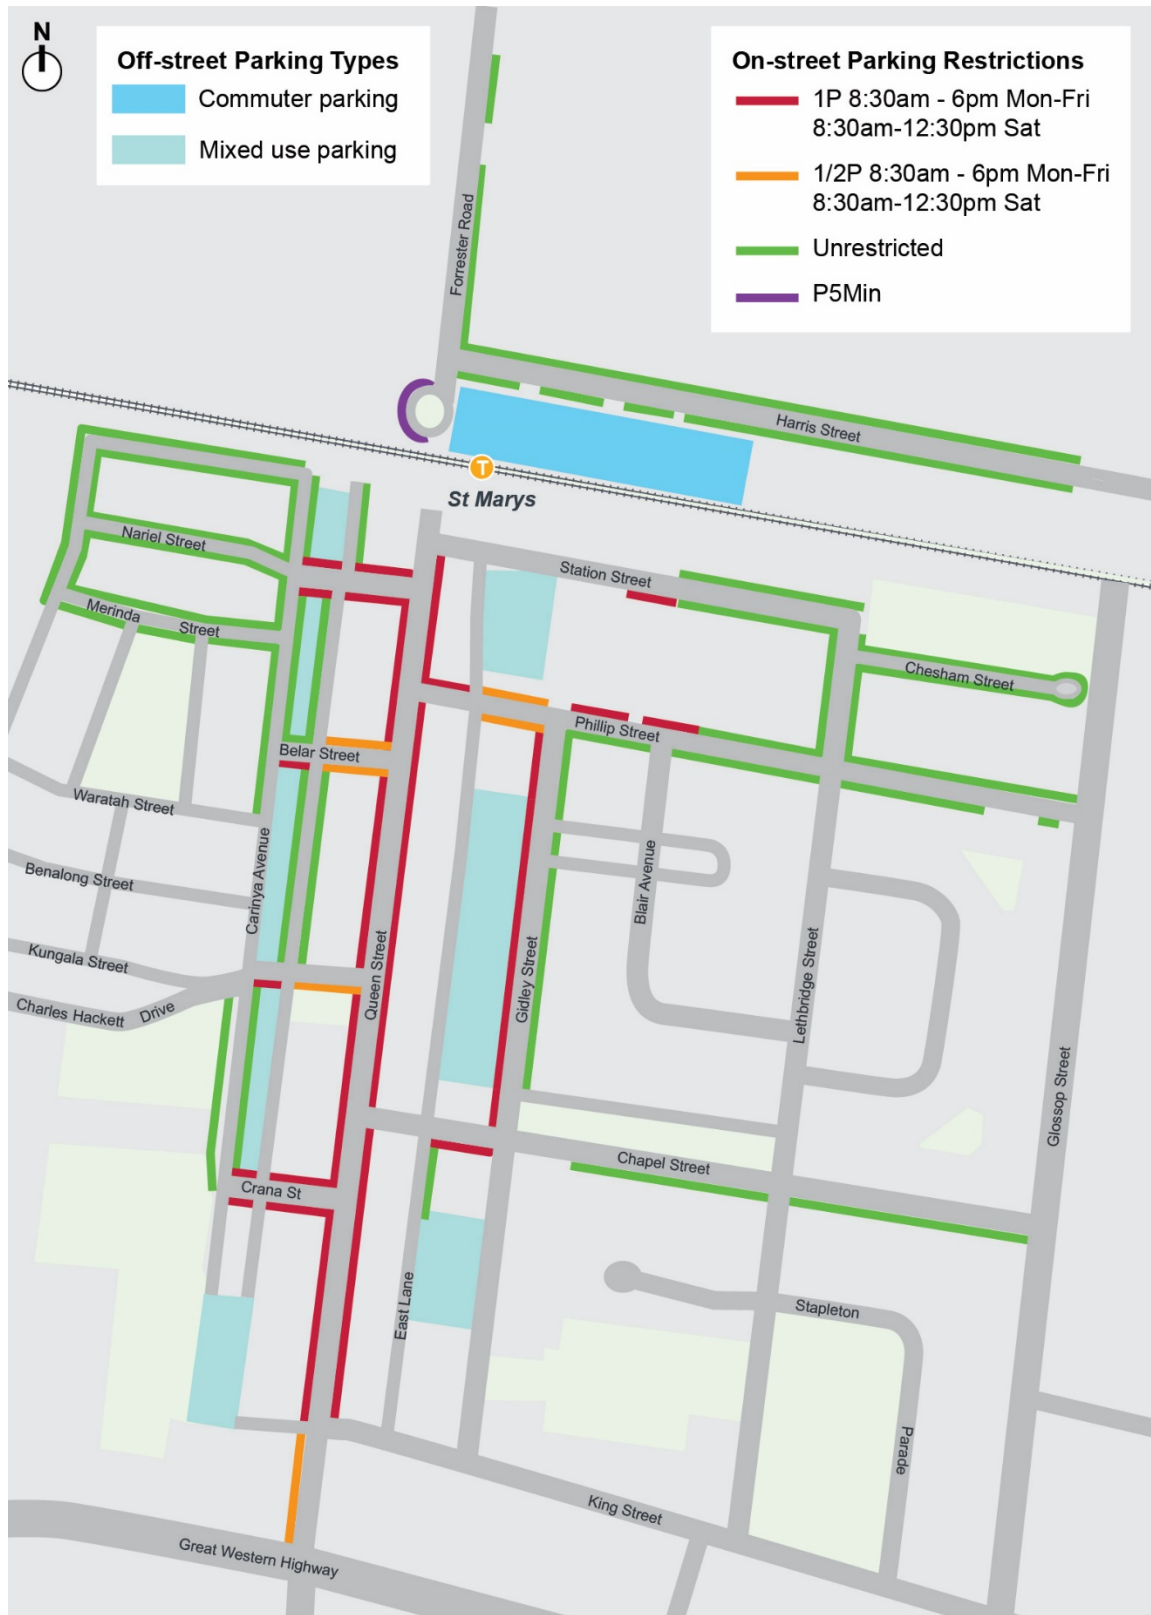 N
Off-street Parking Types
Commuter parking
Mixed use parking
On-street Parking Restrictions
1P 8:30am - 6pm Mon-Fri
8:30am-12:30pm Sat
1/2P 8:30am - 6pm Mon-Fri
8:30am-12:30pm Sat
Unrestricted
P5Min
Forrester Road
Harris Street
T
St Marys
Nariel Street
Station Street
Merinda Street
Chesham Street
Phillip Street
Belar Street
Waratah Street
Carinya Avenue
Benalong Street
Blair Avenue
Kungala Street
Queen Street
Gidley Street
Lethbridge Street
Charles Hackett Drive
Glossop Street
Chapel Street
Crana St
East Lane
Stapleton
Parade
King Street
Great Western Highway